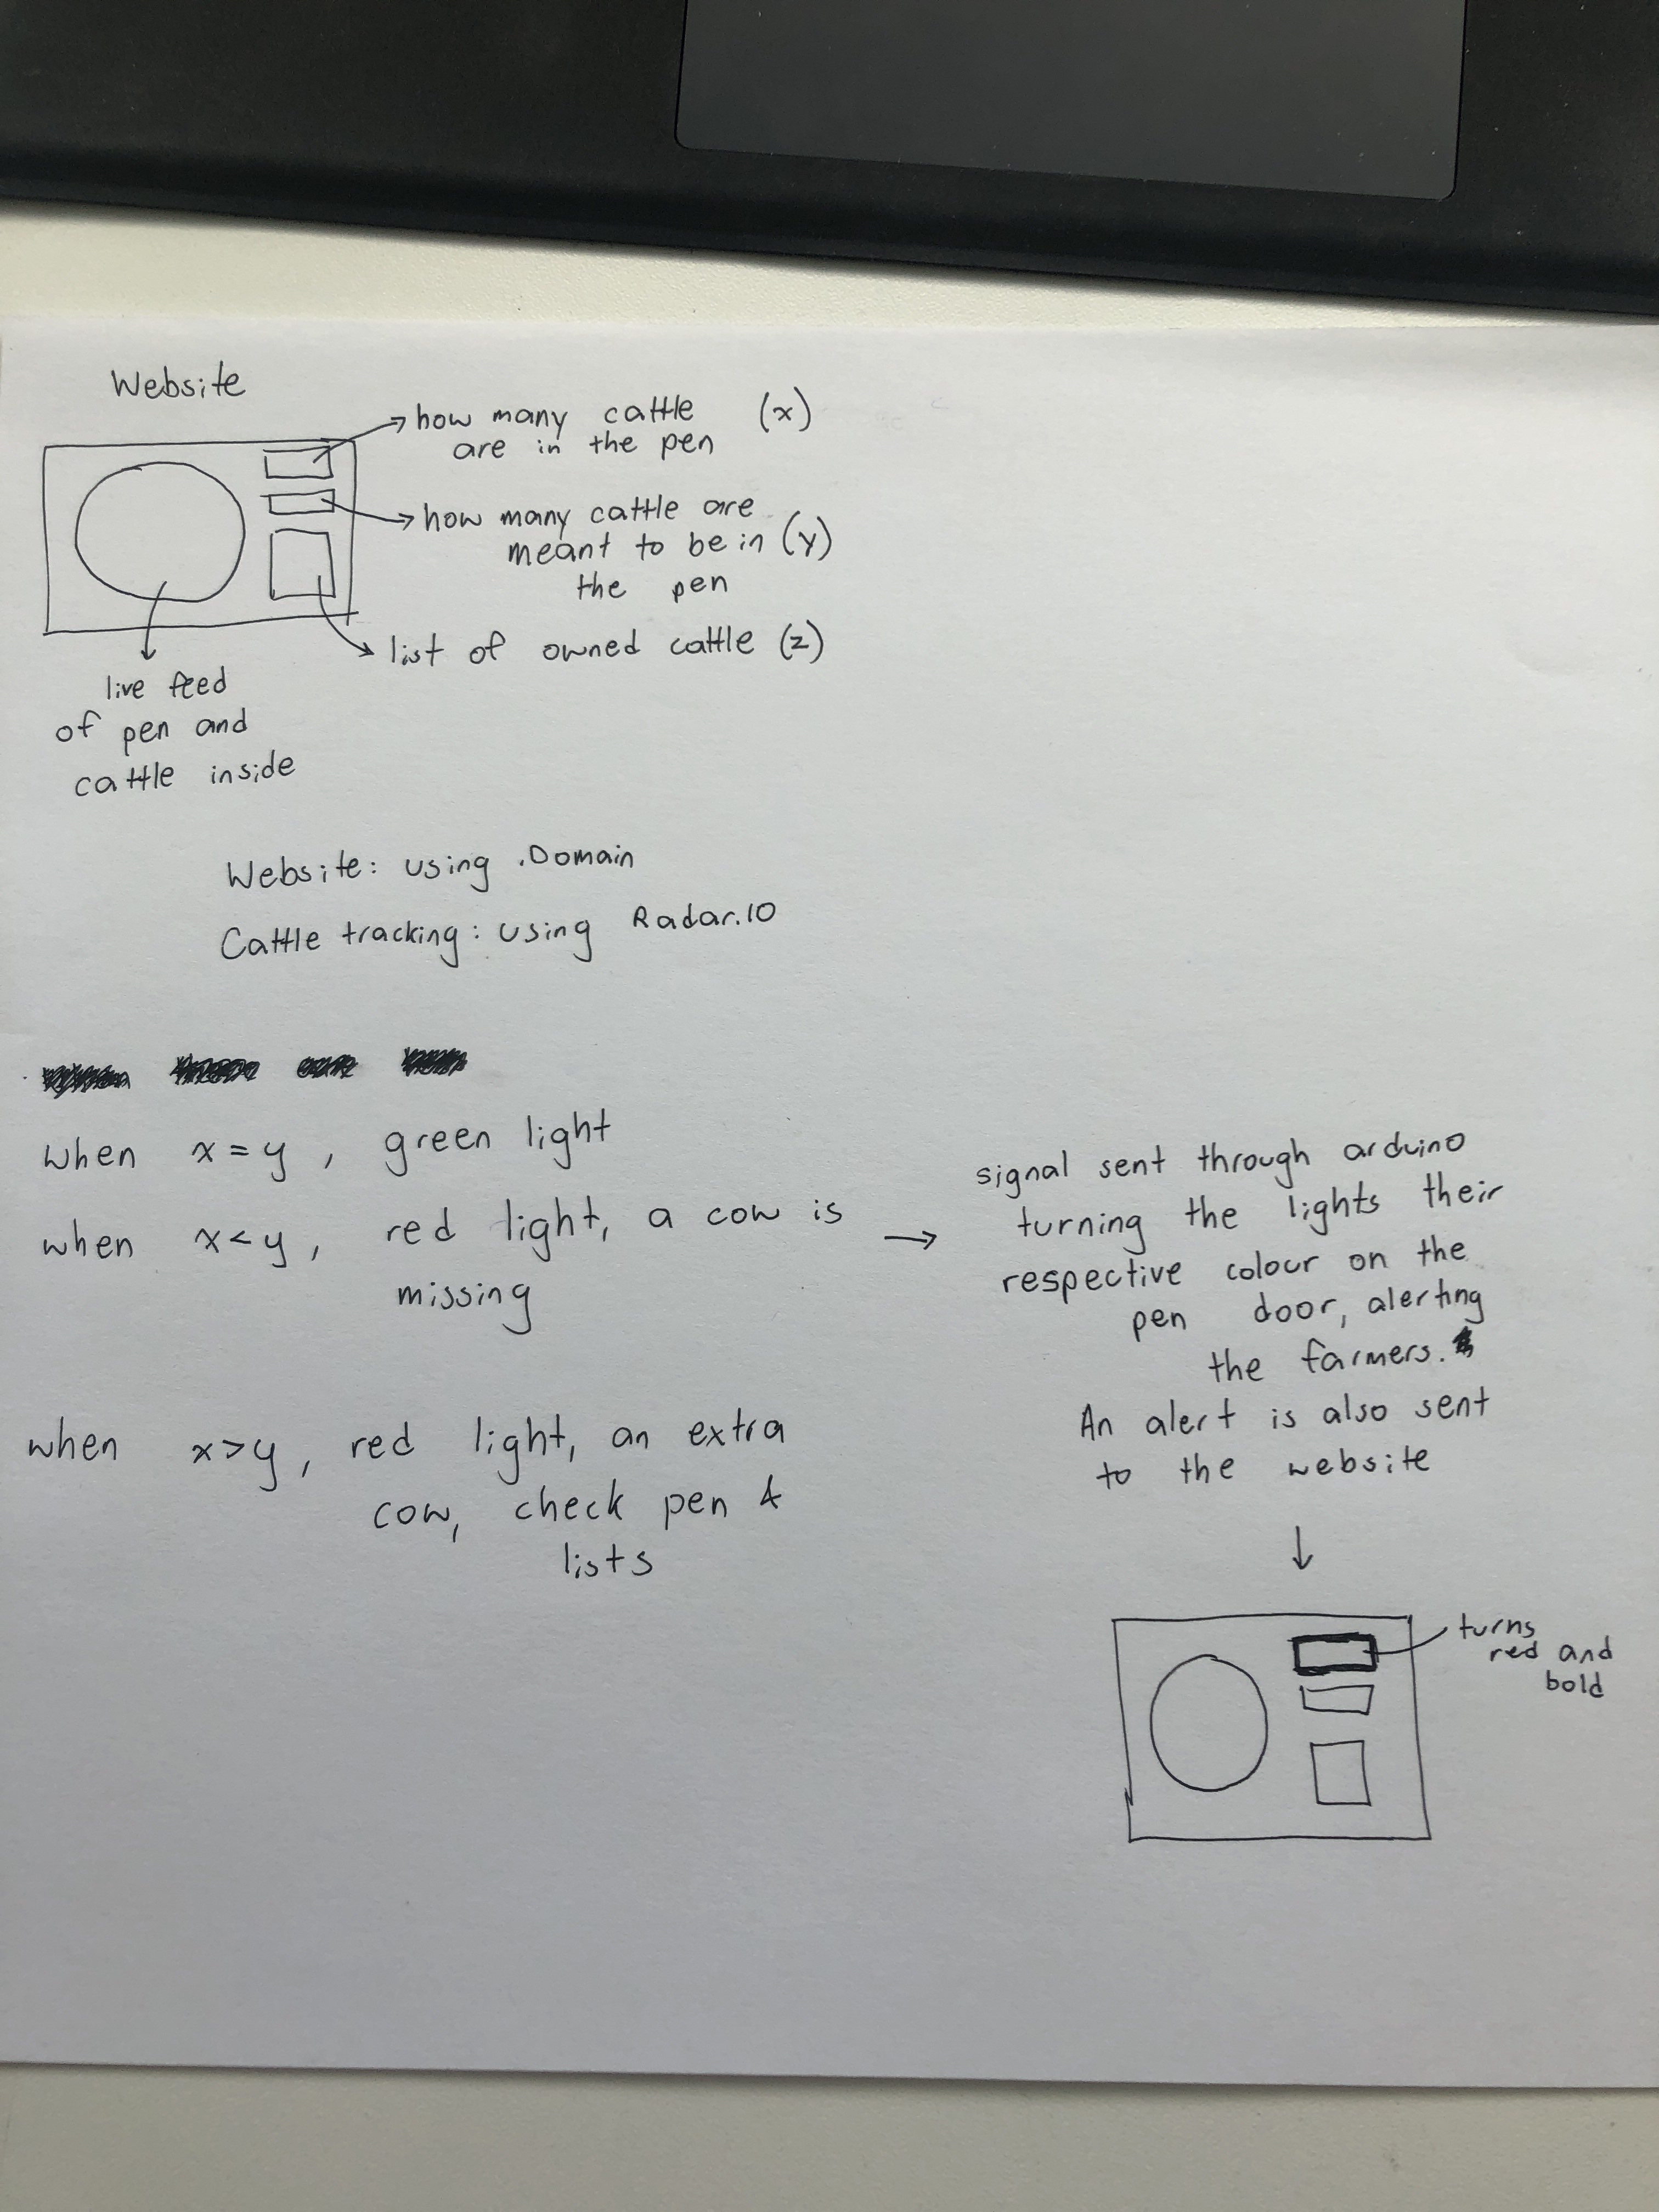 Website
how many cattle (x)
are in the pen
how many cattle are
meant to be in (y)
the pen
list of owned cattle (z)
live feed
of pen and
cattle inside
Website: using .Domain
Cattle tracking: using Radar.IO
when x = y, green light
when x < y, red light, a cow is
missing
when x > y, red light, an extra
cow, check pen &
lists
signal sent through arduino
turning the lights their
respective colour on the
pen door, alerting
the farmers.
An alert is also sent
to the website
turns
red and
bold